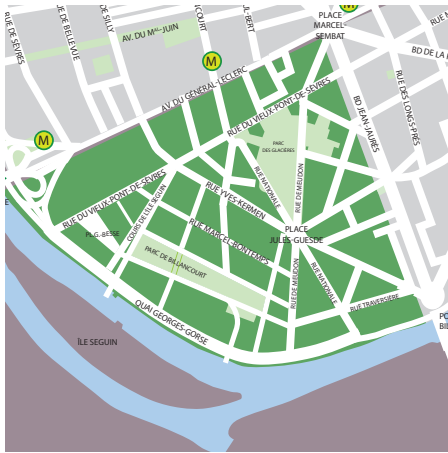 RUE DE SÈVRES
RUE DE BELLEVUE
DE SILLY
AV. DU MAL-JUIN
M
PLACE
MARCEL-
SEMBAT
M
AV. DU GÉNÉRAL-LECLERC
BD JEAN-JAURÈS
RUE DES LONGS-PRÉS
RUE DU VIEUX-PONT-DE-SÈVRES
M
PARC
DES GLACIÈRES
RUE NATIONALE
RUE DE MEUDON
RUE DU VIEUX-PONT-DE-SÈVRES
COURS DE L'ÎLE SEGUIN
RUE YVES-KERMEN
RUE MARCEL-BONTEMPS
PLACE
JULES-GUESDE
PL.G.-BESSE
PARC DE BILLANCOURT
RUE DE MEUDON
RUE NATIONALE
RUE TRAVERSIÈRE
QUAI GEORGES-GORSE
ÎLE SEGUIN